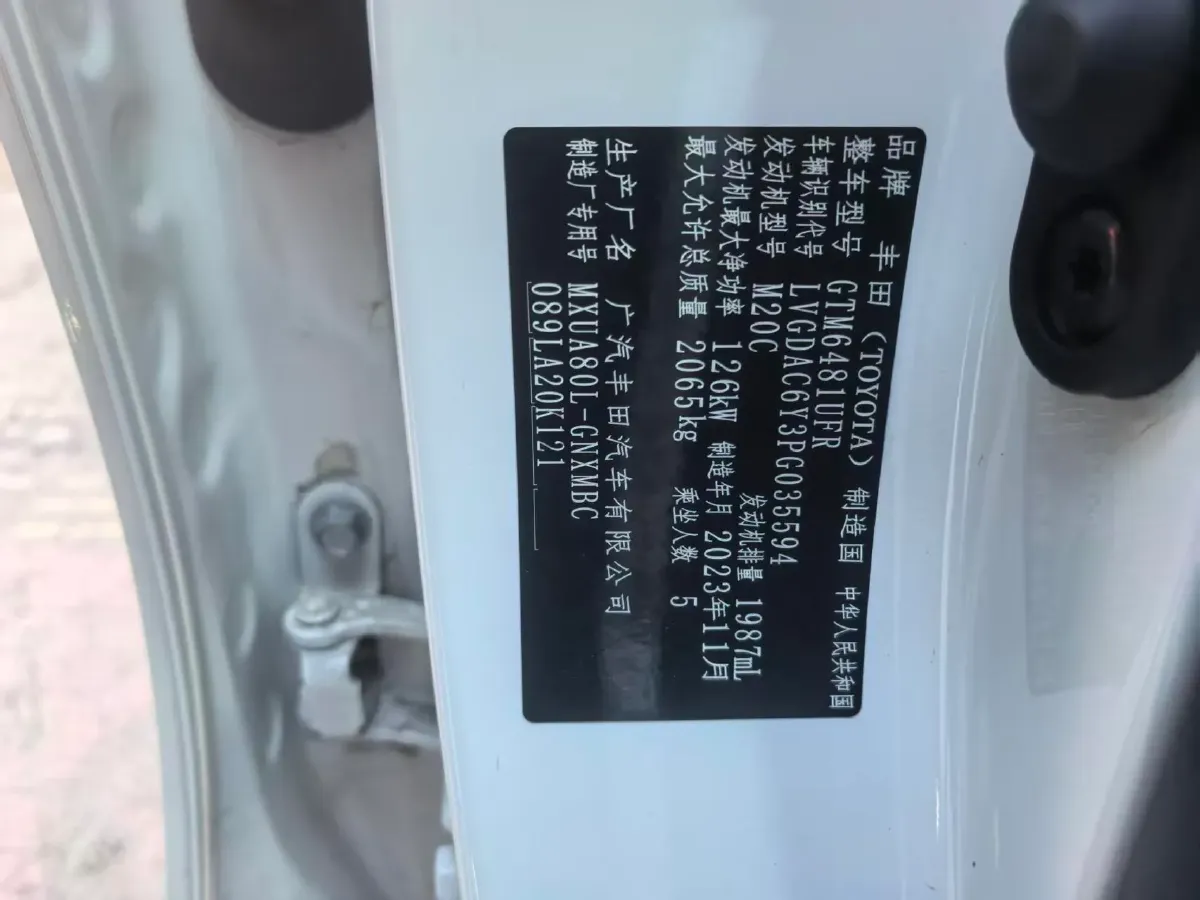 品牌 丰田（TOYOTA） 制造国 中华人民共和国
整车型号 GTM6481UFR
车辆识别代号 LVGDAC6Y3PG035594
发动机型号 M20C 发动机排量 1987mL
发动机最大净功率 126kW 制造年月 2023年11月
最大允许总质量 2065kg 乘坐人数 5
生产厂名 广汽丰田汽车有限公司
制造厂专用号 MXUA80L-GNXMBC
089LA20K121